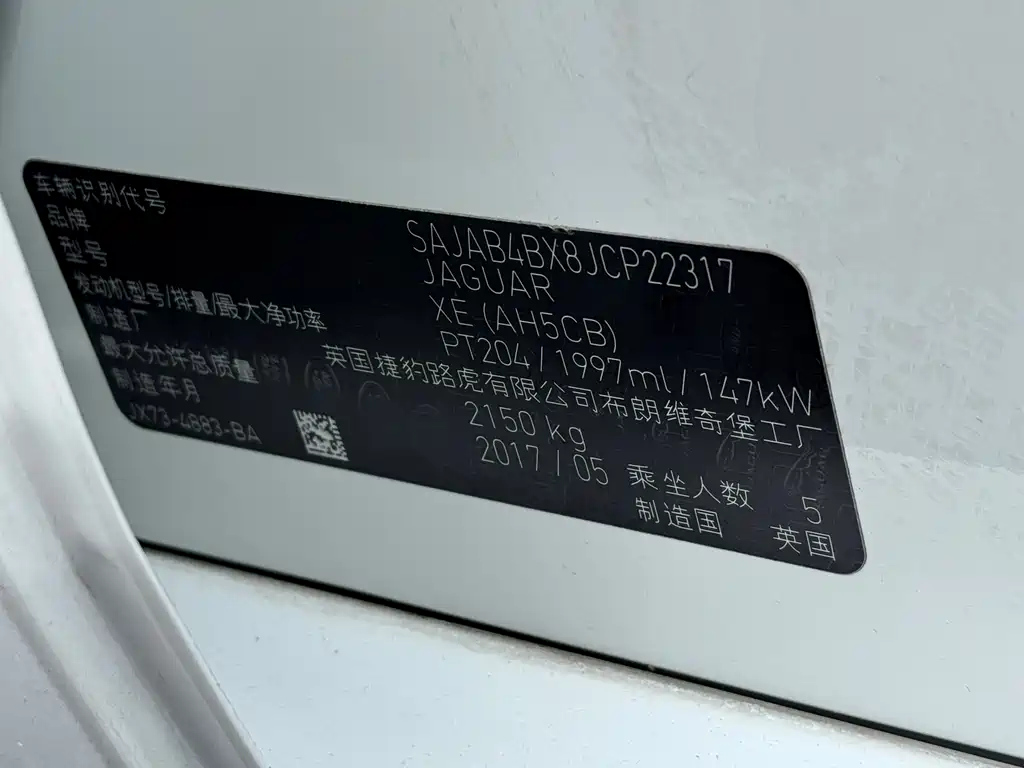 车辆识别代号 SAJAB4BX8JCP22317
品牌 JAGUAR
型号 XE (AH5CB)
发动机型号/排量/最大净功率 PT204 / 1997ml / 147kW
制造厂 英国捷豹路虎有限公司布朗维奇堡工厂
最大允许总质量 2150 kg
制造年月 2017 / 05 乘坐人数 5
JX73-4883-BA 制造国 英国